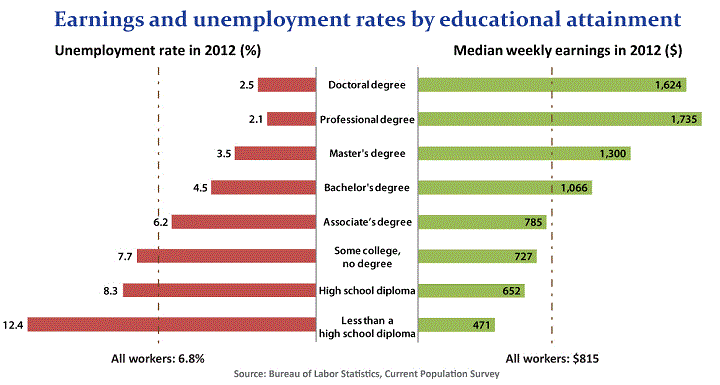 Earnings and unemployment rates by educational attainment
Unemployment rate in 2012 (%)
Median weekly earnings in 2012 ($)
2.5 Doctoral degree 1,624
2.1 Professional degree 1,735
3.5 Master's degree 1,300
4.5 Bachelor's degree 1,066
6.2 Associate's degree 785
7.7 Some college,
no degree 727
8.3 High school diploma 652
12.4 Less than a
high school diploma 471
All workers: 6.8%
All workers: $815
Source: Bureau of Labor Statistics, Current Population Survey